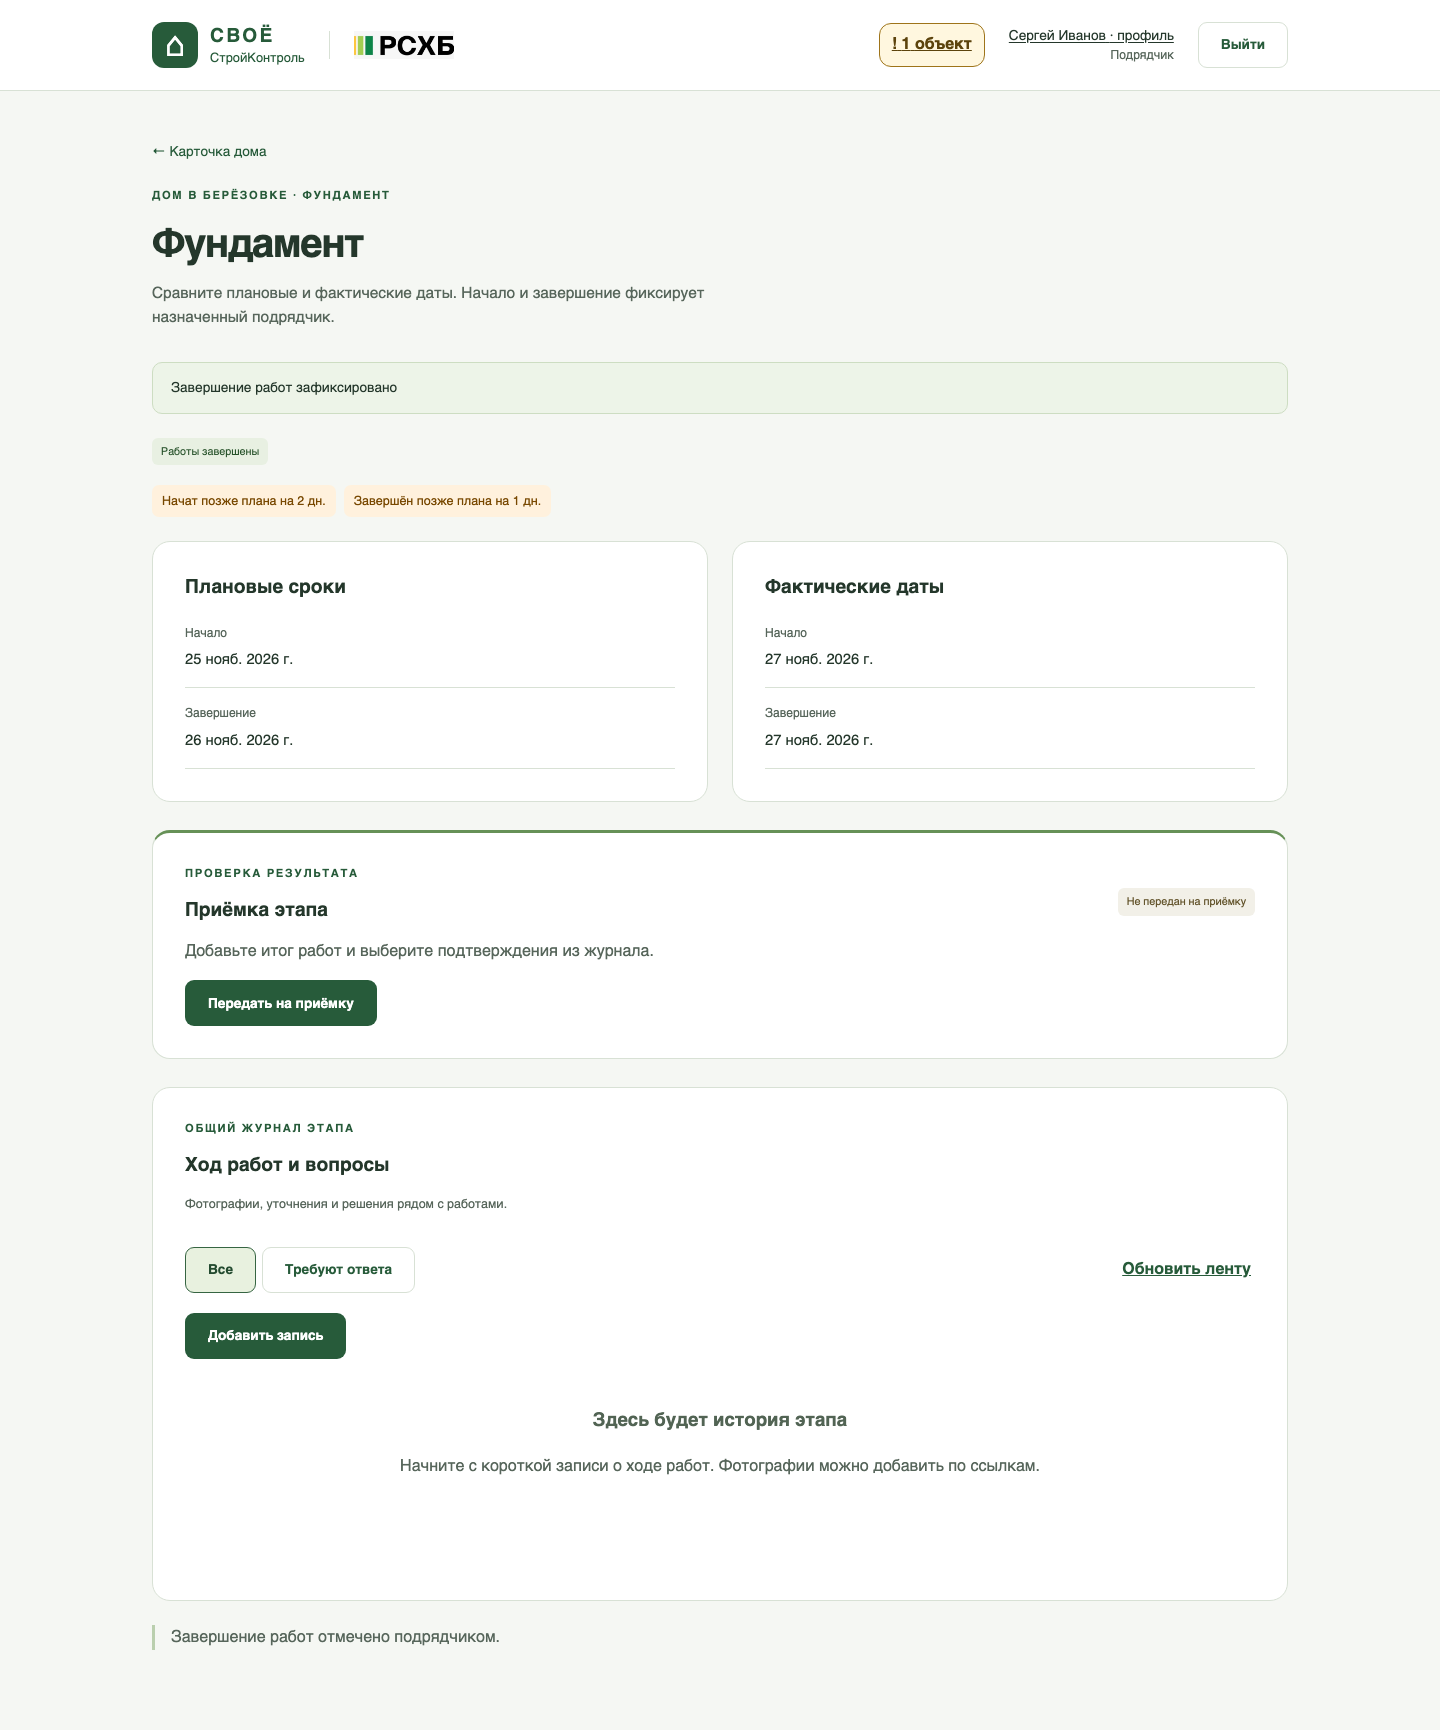 СВОЁ
СтройКонтроль
РСХБ
! 1 объект
Сергей Иванов · профиль
Подрядчик
Выйти
← Карточка дома
ДОМ В БЕРЁЗОВКЕ · ФУНДАМЕНТ
Фундамент
Сравните плановые и фактические даты. Начало и завершение фиксирует
назначенный подрядчик.
Завершение работ зафиксировано
Работы завершены
Начат позже плана на 2 дн.
Завершён позже плана на 1 дн.
Плановые сроки
Начало
25 нояб. 2026 г.
Завершение
26 нояб. 2026 г.
Фактические даты
Начало
27 нояб. 2026 г.
Завершение
27 нояб. 2026 г.
ПРОВЕРКА РЕЗУЛЬТАТА
Приёмка этапа
Не передан на приёмку
Добавьте итог работ и выберите подтверждения из журнала.
Передать на приёмку
ОБЩИЙ ЖУРНАЛ ЭТАПА
Ход работ и вопросы
Фотографии, уточнения и решения рядом с работами.
Все
Требуют ответа
Обновить ленту
Добавить запись
Здесь будет история этапа
Начните с короткой записи о ходе работ. Фотографии можно добавить по ссылкам.
Завершение работ отмечено подрядчиком.